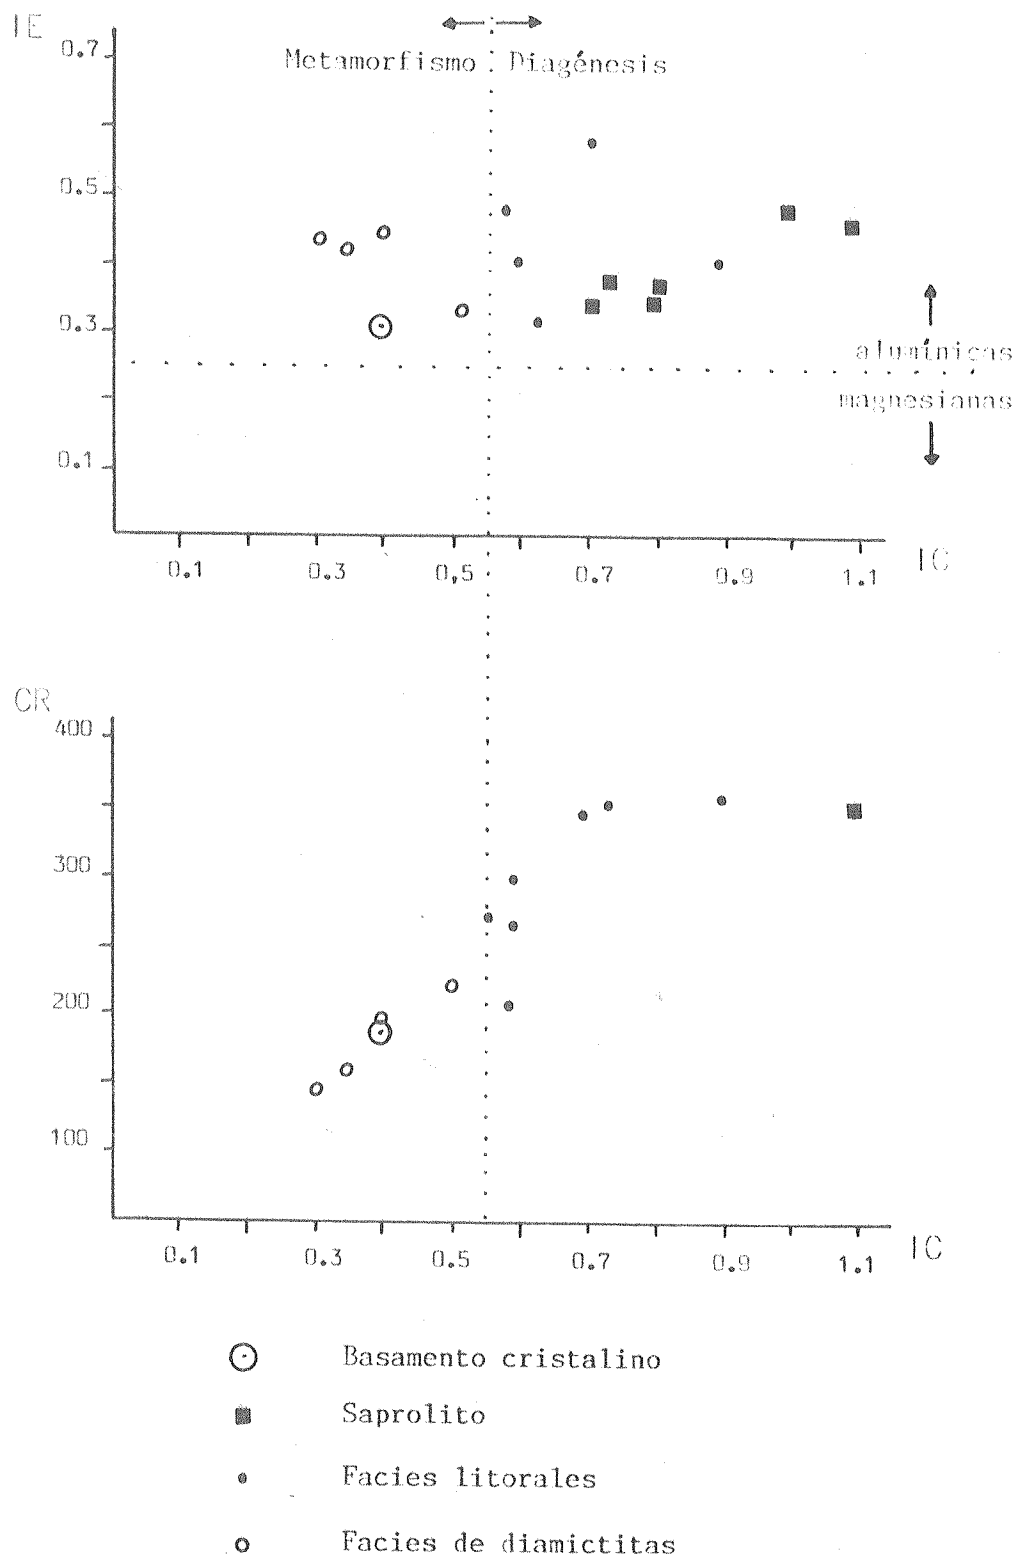 IE
0.7
Metamorfismo Diagénesis
0.5
0.3
alumínicas
magnesianas
0.1
0.1 0.3 0,5 0.7 0.9 1.1 IC
CR
400
300
200
100
0.1 0.3 0.5 0.7 0.9 1.1 IC
Basamento cristalino
Saprolito
Facies litorales
Facies de diamictitas